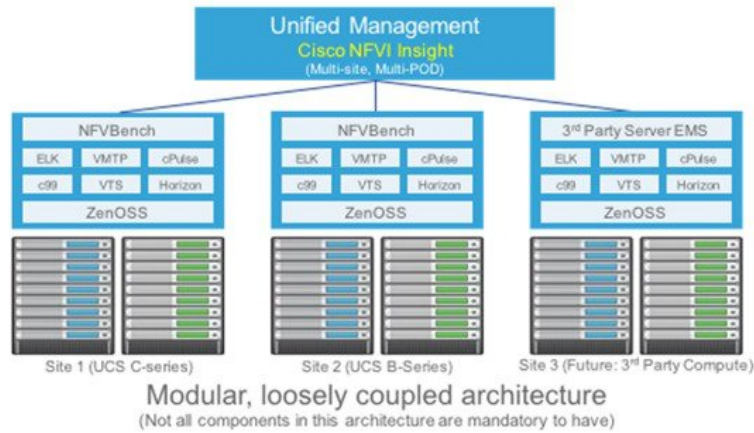 Unified Management
Cisco NFVI Insight
(Multi-site, Multi-POD)
NFVBench
ELK VMTP cPulse
c99 VTS Horizon
ZenOSS
NFVBench
ELK VMTP cPulse
c99 VTS Horizon
ZenOSS
3rd Party Server EMS
ELK VMTP cPulse
c99 VTS Horizon
ZenOSS
Site 1 (UCS C-series)
Site 2 (UCS B-Series)
Site 3 (Future: 3rd Party Compute)
Modular, loosely coupled architecture
(Not all components in this architecture are mandatory to have)